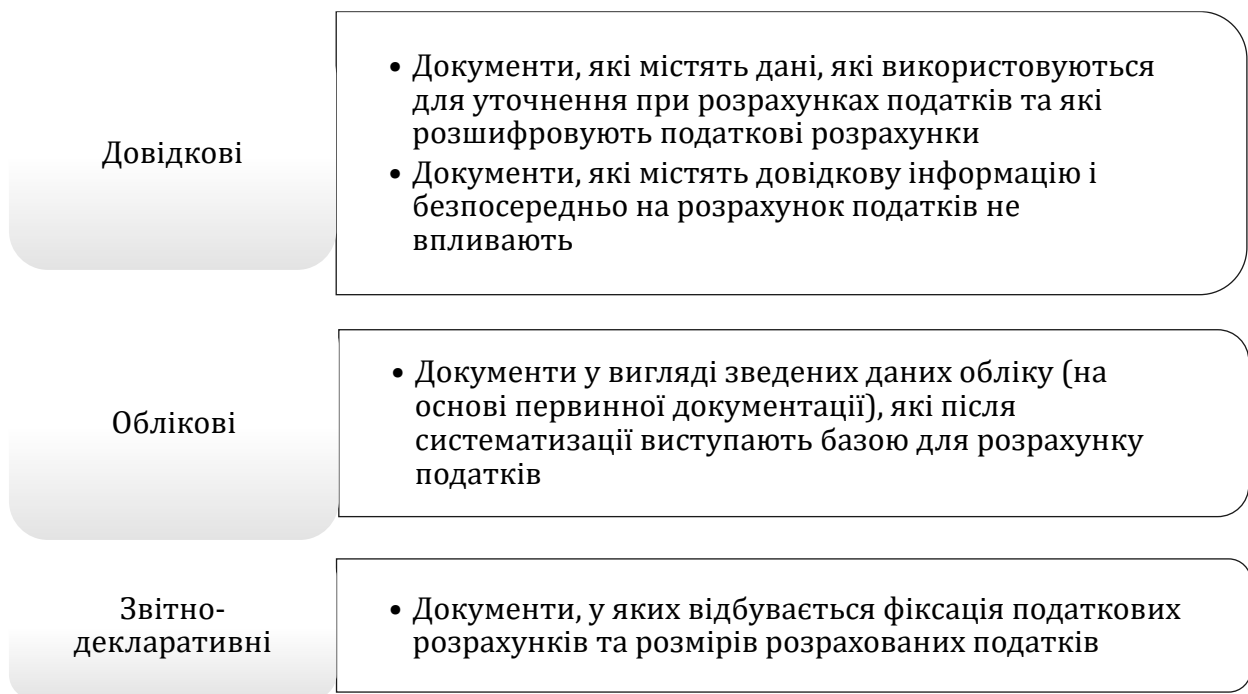 Довідкові
• Документи, які містять дані, які використовуються
для уточнення при розрахунках податків та які
розшифровують податкові розрахунки
• Документи, які містять довідкову інформацію і
безпосередньо на розрахунок податків не
впливають
Облікові
• Документи у вигляді зведених даних обліку (на
основі первинної документації), які після
систематизації виступають базою для розрахунку
податків
Звітно-
декларативні
• Документи, у яких відбувається фіксація податкових
розрахунків та розмірів розрахованих податків